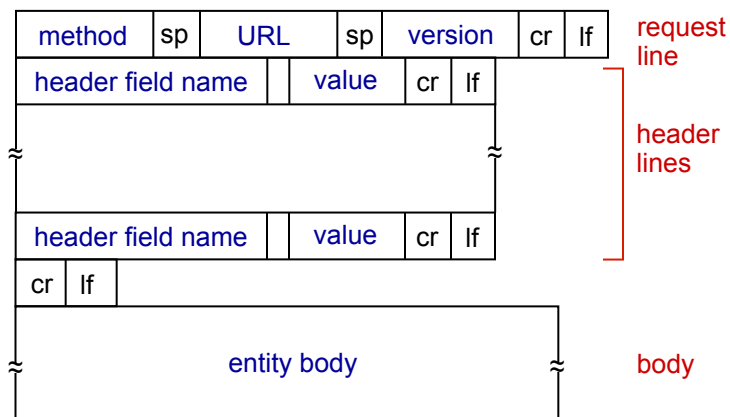 method sp URL sp version cr lf request
line
header field name value cr lf
header
lines
header field name value cr lf
cr lf
entity body body